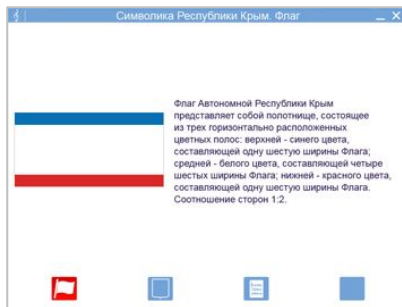 Символика Республики Крым. Флаг
Флаг Автономной Республики Крым
представляет собой полотнище, состоящее
из трех горизонтально расположенных
цветных полос: верхней - синего цвета,
составляющей одну шестую ширины Флага;
средней - белого цвета, составляющей четыре
шестых ширины Флага; нижней - красного цвета,
составляющей одну шестую ширины Флага.
Соотношение сторон 1:2.